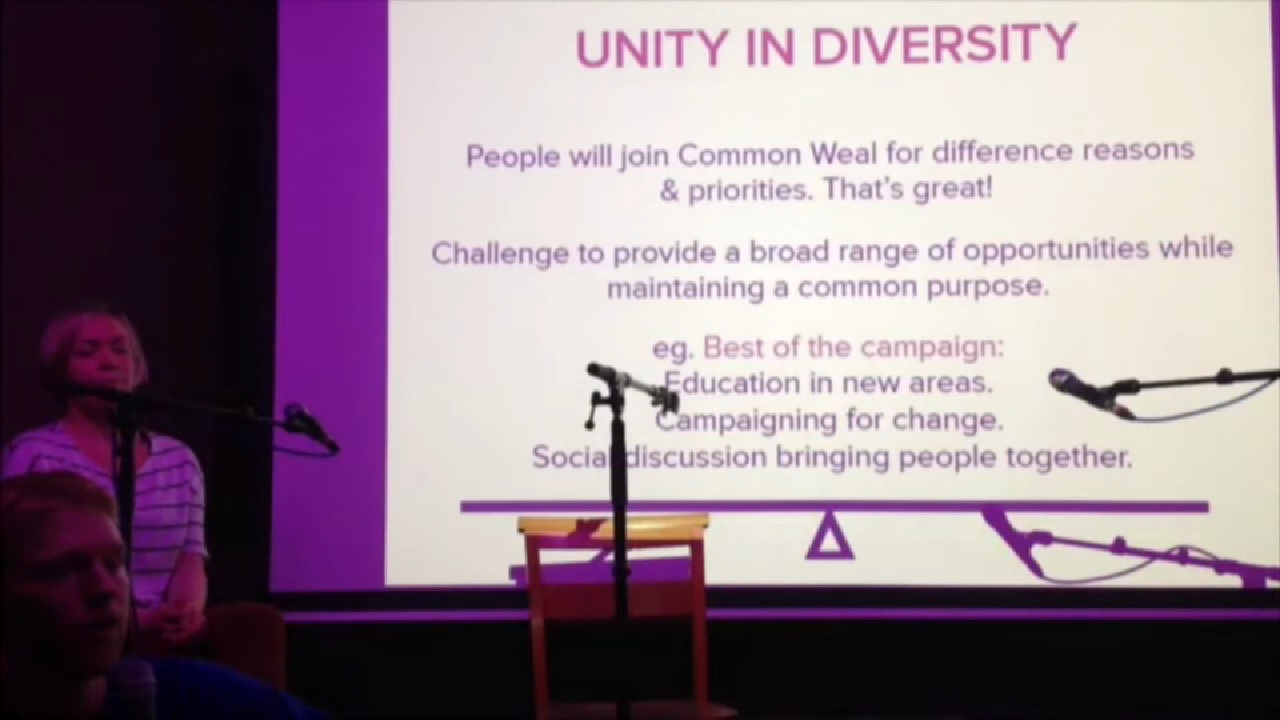 UNITY IN DIVERSITY
People will join Common Weal for difference reasons
& priorities. That's great!
Challenge to provide a broad range of opportunities while
maintaining a common purpose.
eg. Best of the campaign:
Education in new areas.
Campaigning for change.
Social discussion bringing people together.